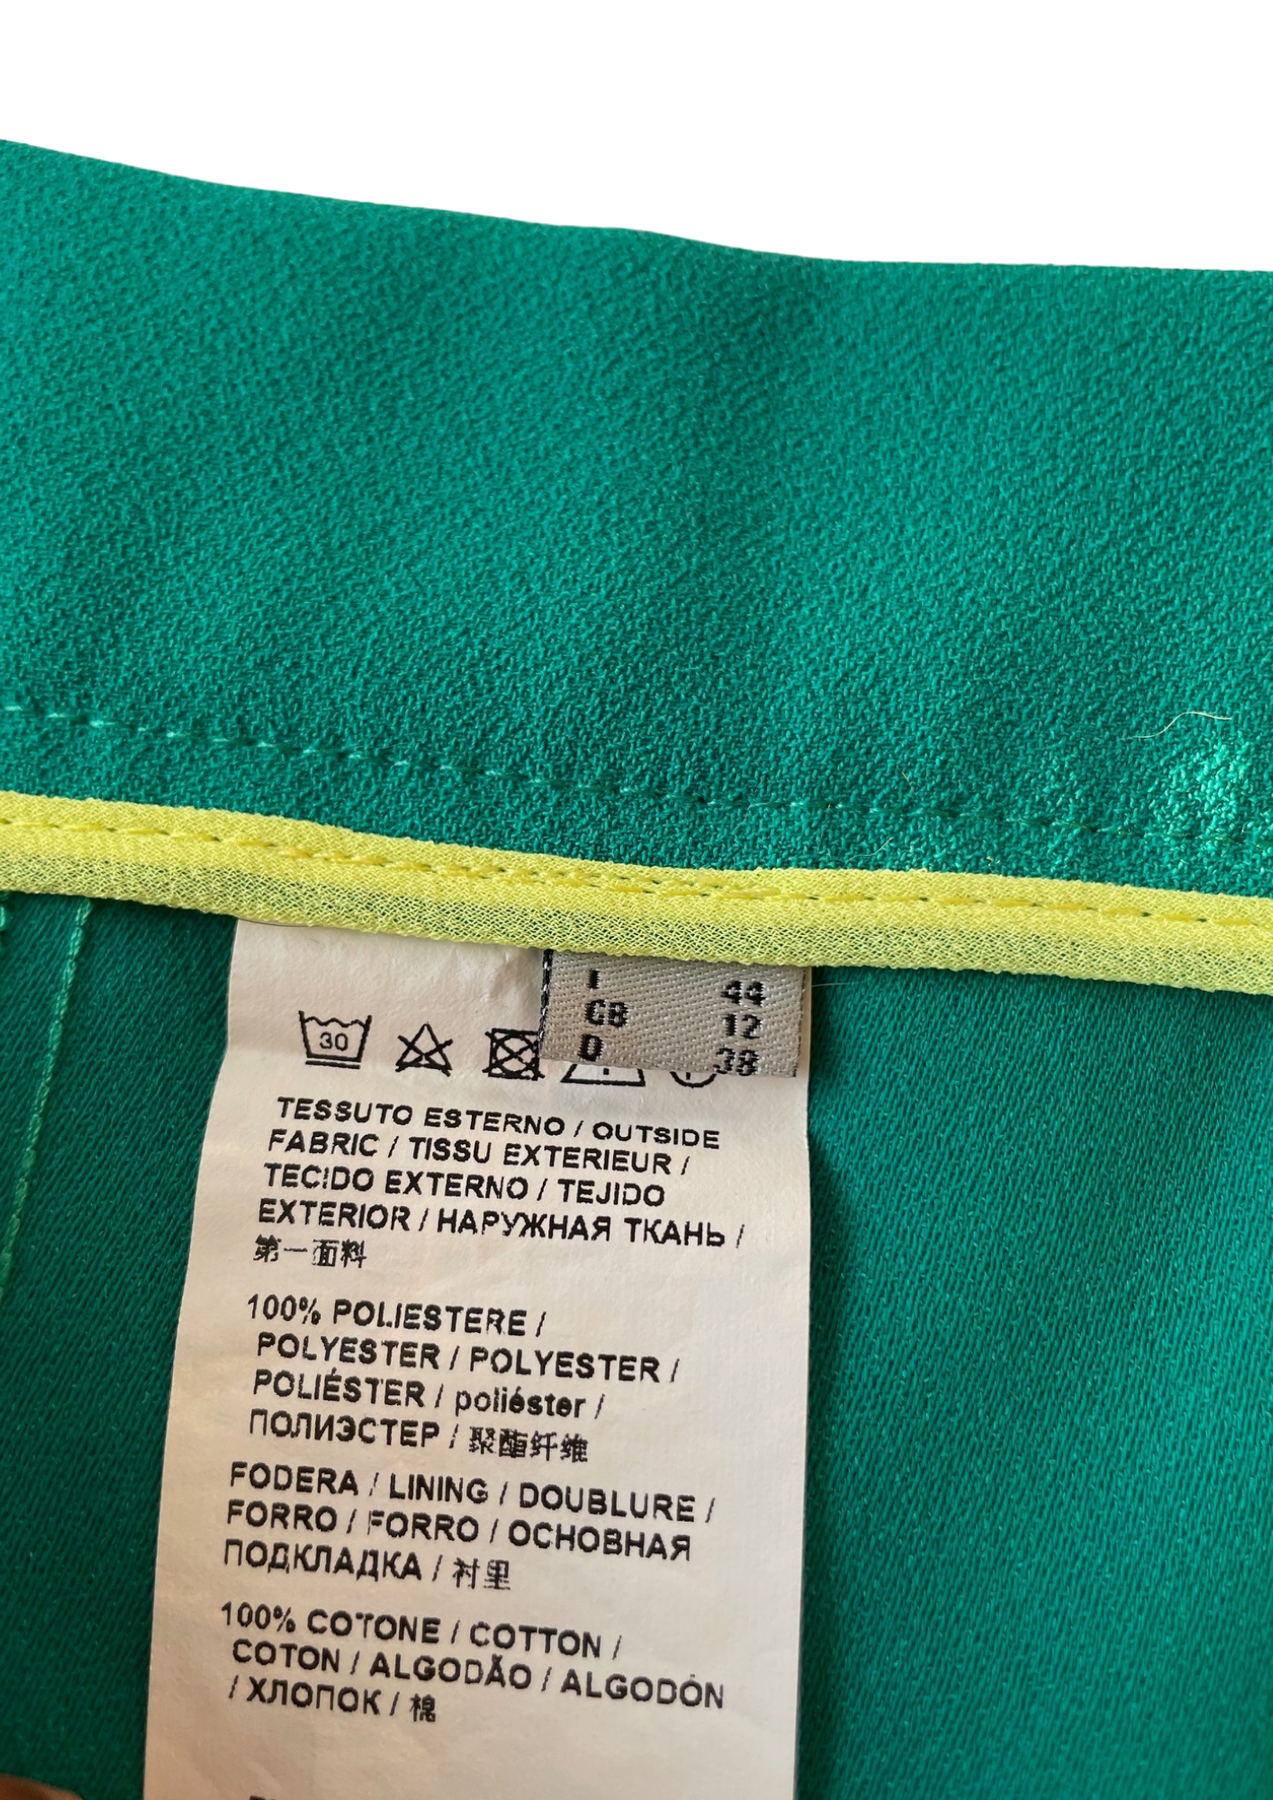 I 44
GB 12
D 38
30
TESSUTO ESTERNO / OUTSIDE
FABRIC / TISSU EXTERIEUR /
TECIDO EXTERNO / TEJIDO
EXTERIOR / НАРУЖНАЯ ТКАНЬ /
第一面料
100% POLIESTERE /
POLYESTER / POLYESTER /
POLIÉSTER / poliéster /
ПОЛИЭСТЕР / 聚酯纤维
FODERA / LINING / DOUBLURE /
FORRO / FORRO / ОСНОВНАЯ
ПОДКЛАДКА / 衬里
100% COTONE / COTTON /
COTON / ALGODÃO / ALGODÓN
/ ХЛОПОК / 棉